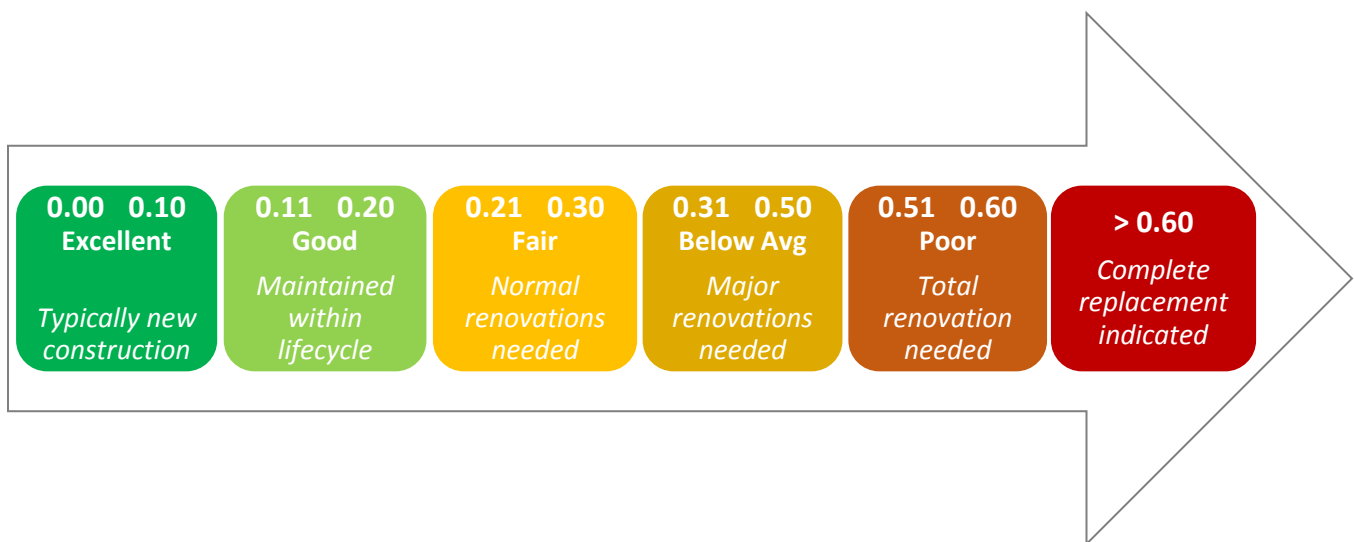 0.00 0.10
Excellent
Typically new
construction
0.11 0.20
Good
Maintained
within
lifecycle
0.21 0.30
Fair
Normal
renovations
needed
0.31 0.50
Below Avg
Major
renovations
needed
0.51 0.60
Poor
Total
renovation
needed
> 0.60
Complete
replacement
indicated